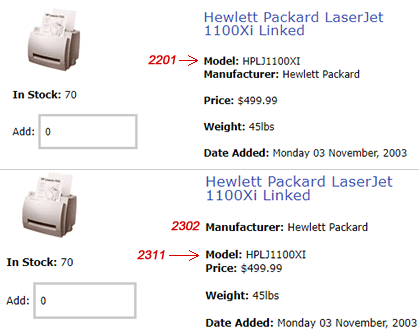 Hewlett Packard LaserJet
1100Xi Linked
2201 Model: HPLJ1100XI
Manufacturer: Hewlett Packard
In Stock: 70
Price: $499.99
Add: 0
Weight: 45lbs
Date Added: Monday 03 November, 2003
Hewlett Packard LaserJet
1100Xi Linked
2302 Manufacturer: Hewlett Packard
2311 Model: HPLJ1100XI
In Stock: 70
Price: $499.99
Add: 0
Weight: 45lbs
Date Added: Monday 03 November, 2003